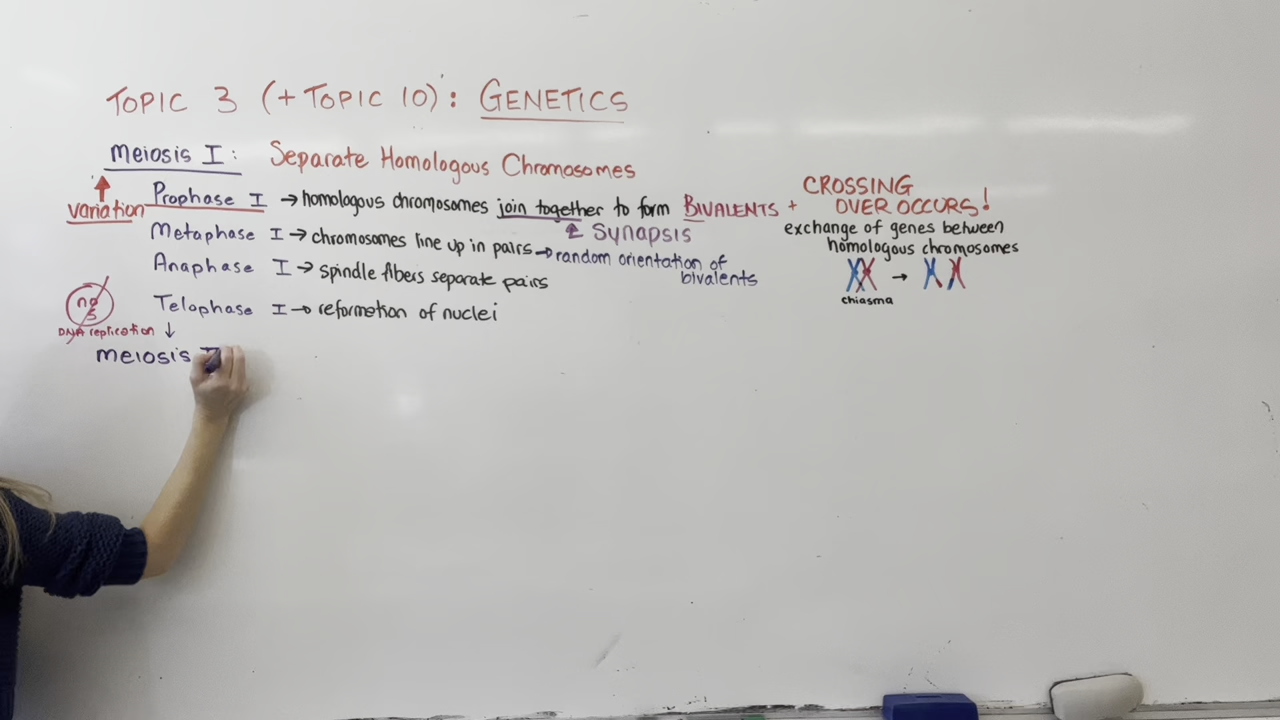 TOPIC 3 (+ TOPIC 10): GENETICS
Meiosis I: Separate Homologous Chromosomes
variation
Prophase I → homologous chromosomes join together to form BIVALENTS + CROSSING OVER OCCURS!
↑ Synapsis
exchange of genes between
homologous chromosomes
chiasma
Metaphase I → chromosomes line up in pairs → random orientation of
bivalents
Anaphase I → spindle fibers separate pairs
Telophase I → reformation of nuclei
no S
DNA replication ↓
Meiosis